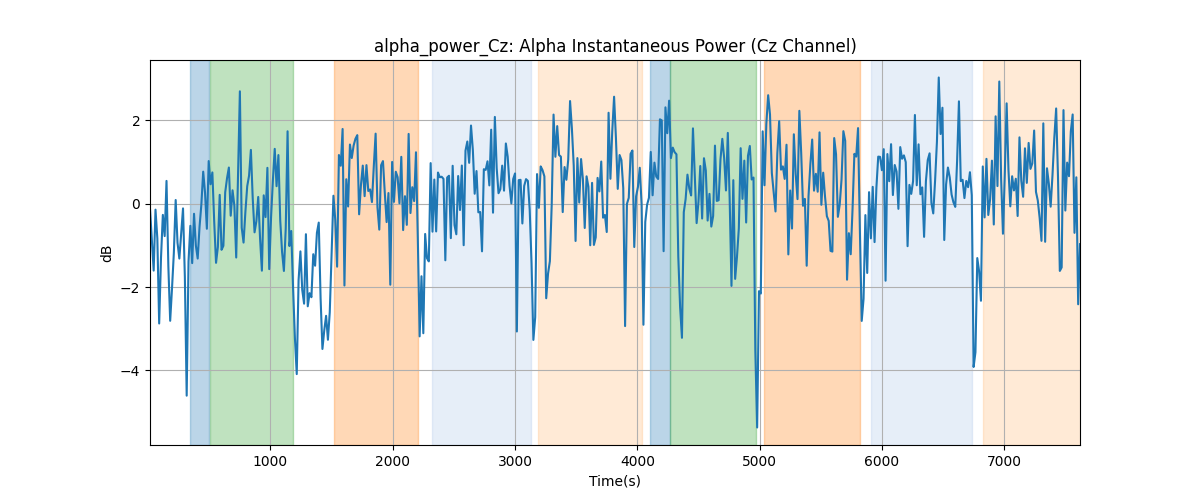 alpha_power_Cz: Alpha Instantaneous Power (Cz Channel)
dB
2
0
−2
−4
1000 2000 3000 4000 5000 6000 7000
Time(s)